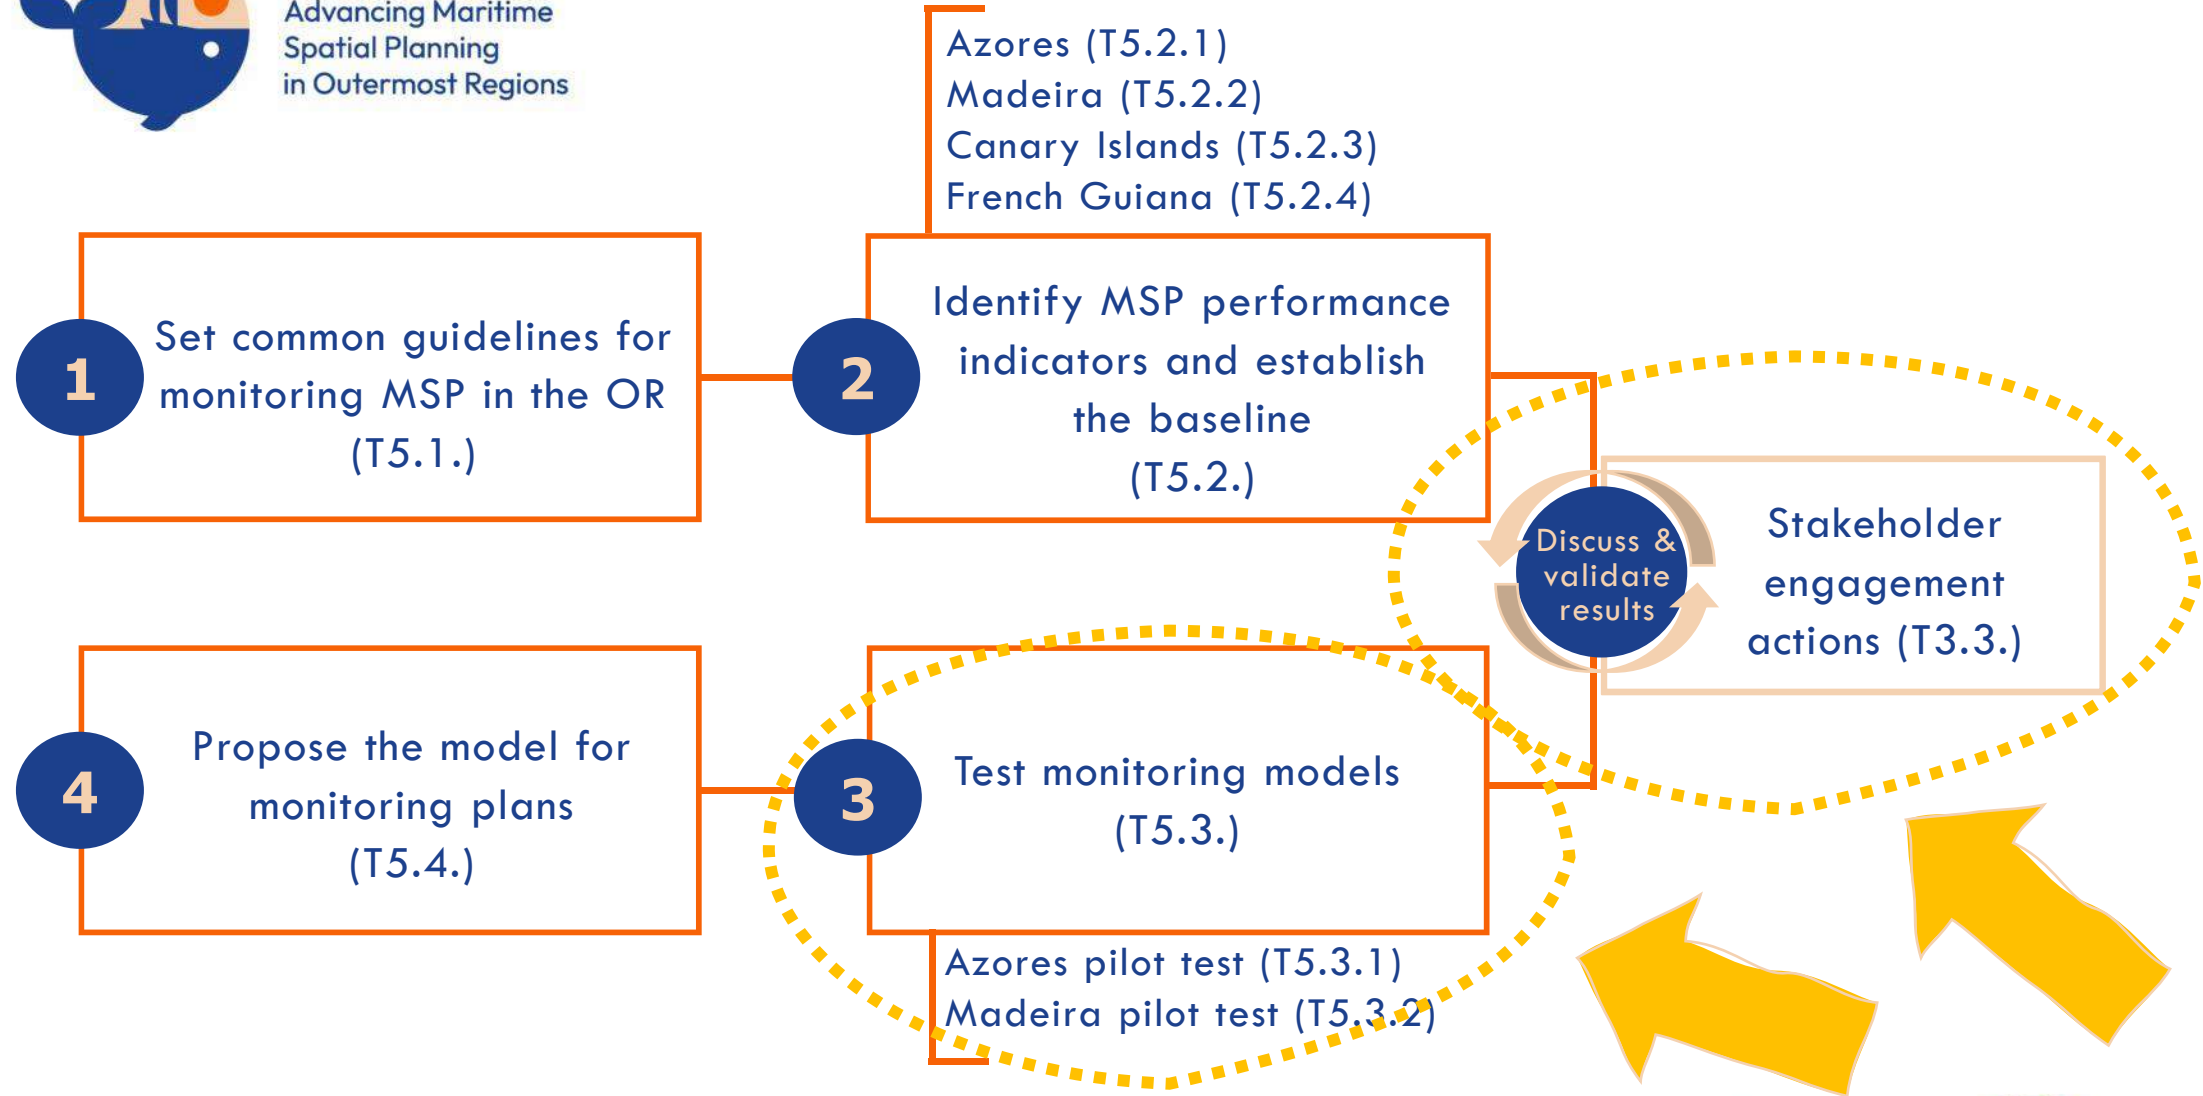 Advancing Maritime
Spatial Planning
in Outermost Regions
Azores (T5.2.1)
Madeira (T5.2.2)
Canary Islands (T5.2.3)
French Guiana (T5.2.4)
1
Set common guidelines for
monitoring MSP in the OR
(T5.1.)
2
Identify MSP performance
indicators and establish
the baseline
(T5.2.)
Discuss &
validate
results
Stakeholder
engagement
actions (T3.3.)
3
Test monitoring models
(T5.3.)
Azores pilot test (T5.3.1)
Madeira pilot test (T5.3.2)
4
Propose the model for
monitoring plans
(T5.4.)